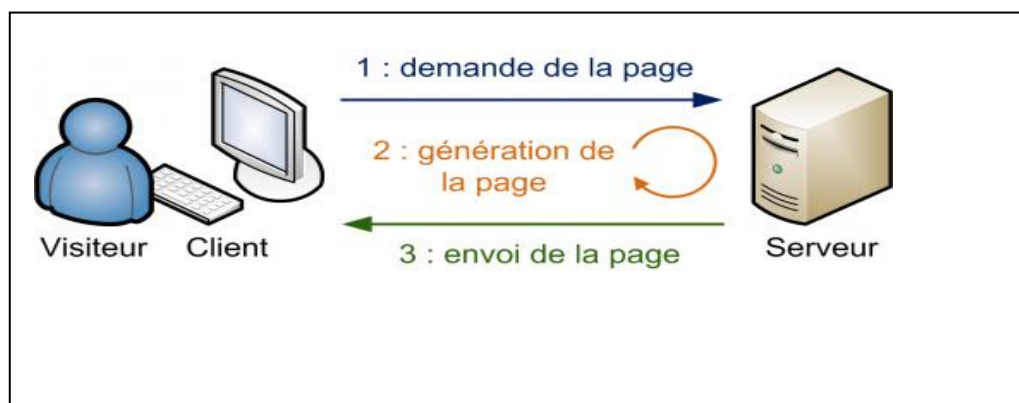 1 : demande de la page
2 : génération de
la page
3 : envoi de la page
Visiteur
Client
Serveur